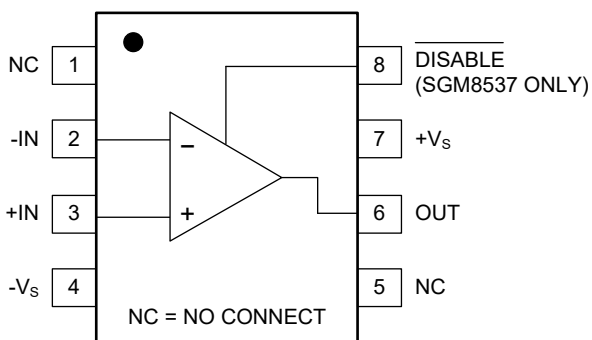 NC 1
-IN 2
+IN 3
-VS 4
−
+
8 DISABLE
(SGM8537 ONLY)
7 +VS
6 OUT
5 NC
NC = NO CONNECT